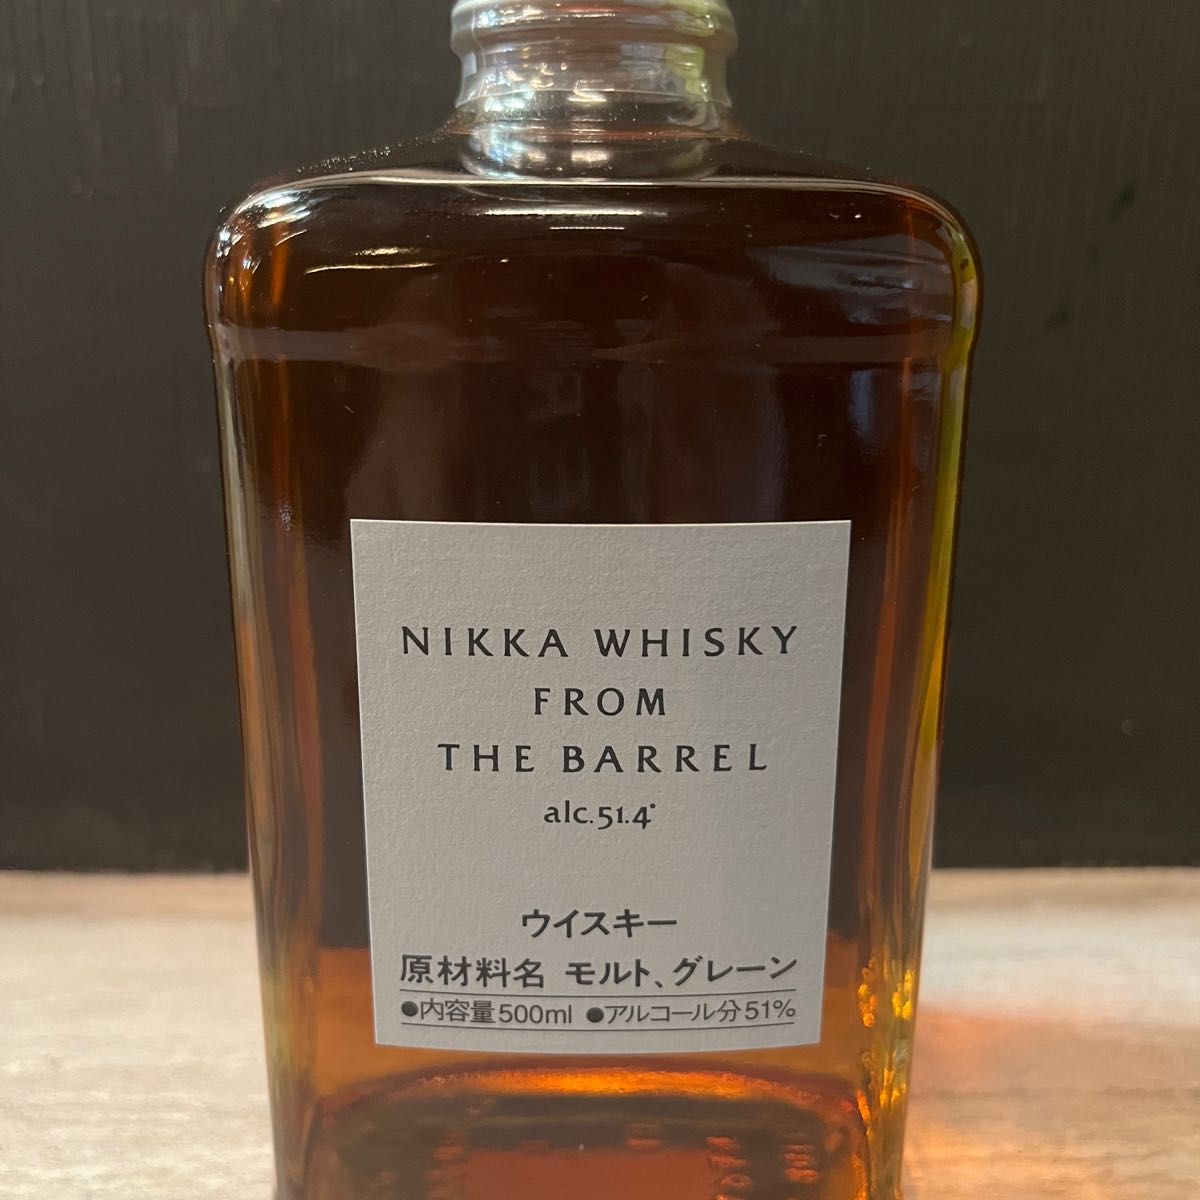 NIKKA WHISKY
FROM
THE BARREL
alc.51.4°
ウイスキー
原材料名 モルト、グレーン
●内容量500ml ●アルコール分51%